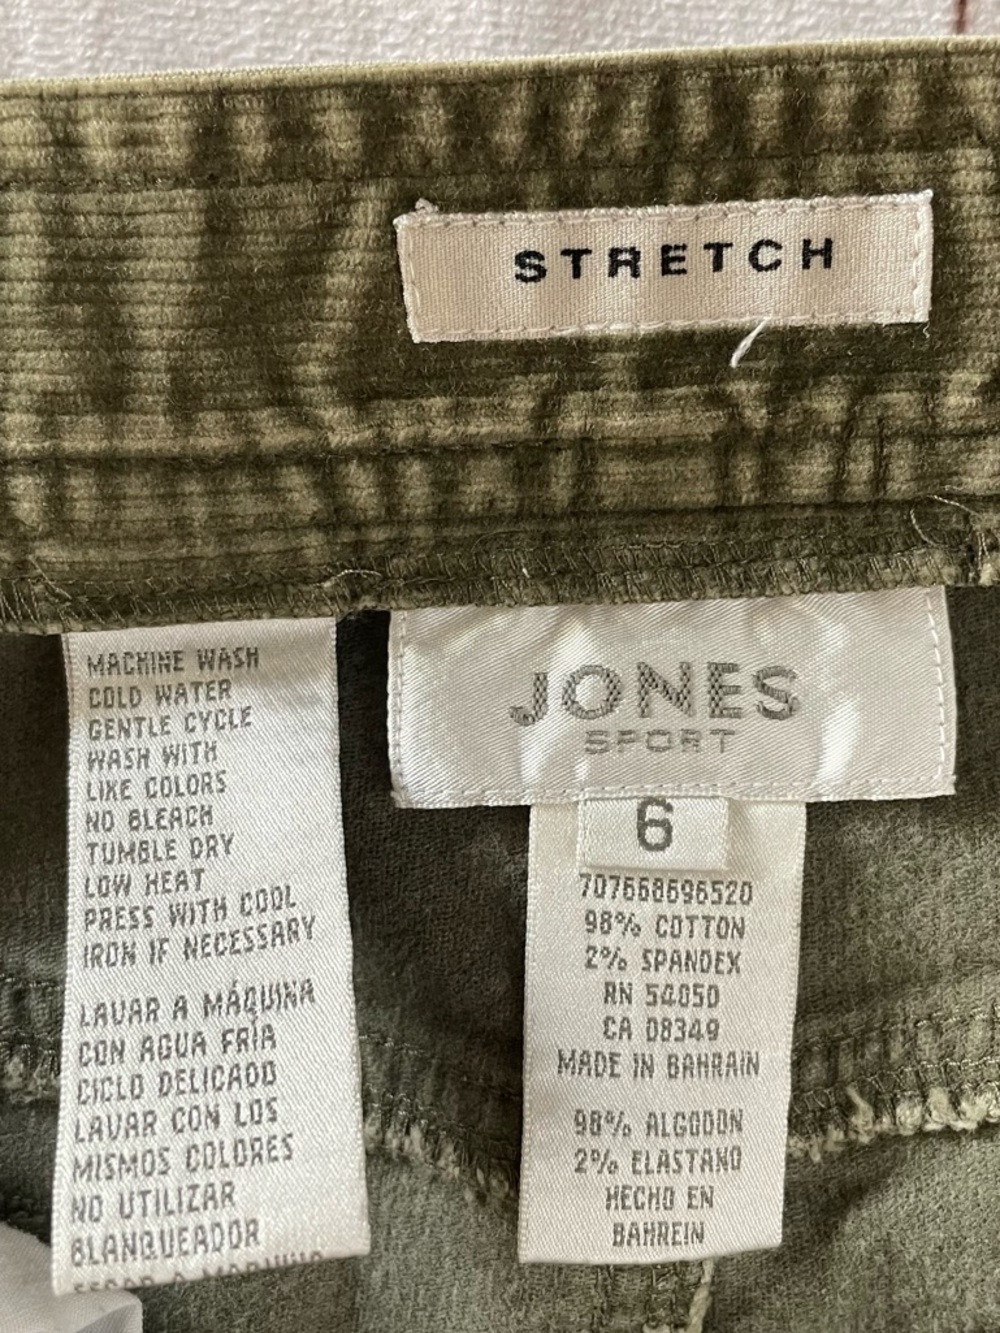 STRETCH
MACHINE WASH
COLD WATER
GENTLE CYCLE
WASH WITH
LIKE COLORS
NO BLEACH
TUMBLE DRY
LOW HEAT
PRESS WITH COOL
IRON IF NECESSARY
LAVAR A MÁQUINA
CON AGUA FRÍA
CICLO DELICADO
LAVAR CON LOS
MISMOS COLORES
NO UTILIZAR
BLANQUEADOR
JONES
SPORT
6
707668696520
98% COTTON
2% SPANDEX
RN 54050
CA 08349
MADE IN BAHRAIN
98% ALGODON
2% ELASTANO
HECHO EN
BAHREIN